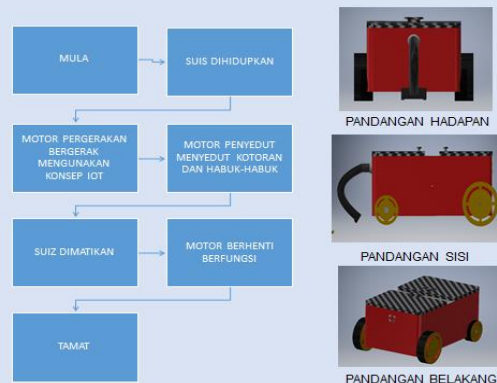 MULA
SUIS DIHIDUPKAN
MOTOR PERGERAKAN
BERGERAK
MENGUNAKAN
KONSEP IOT
MOTOR PENYEDUT
MENYEDUT KOTORAN
DAN HABUK-HABUK
SUIZ DIMATIKAN
MOTOR BERHENTI
BERFUNGSI
TAMAT
PANDANGAN HADAPAN
PANDANGAN SISI
PANDANGAN BELAKANG